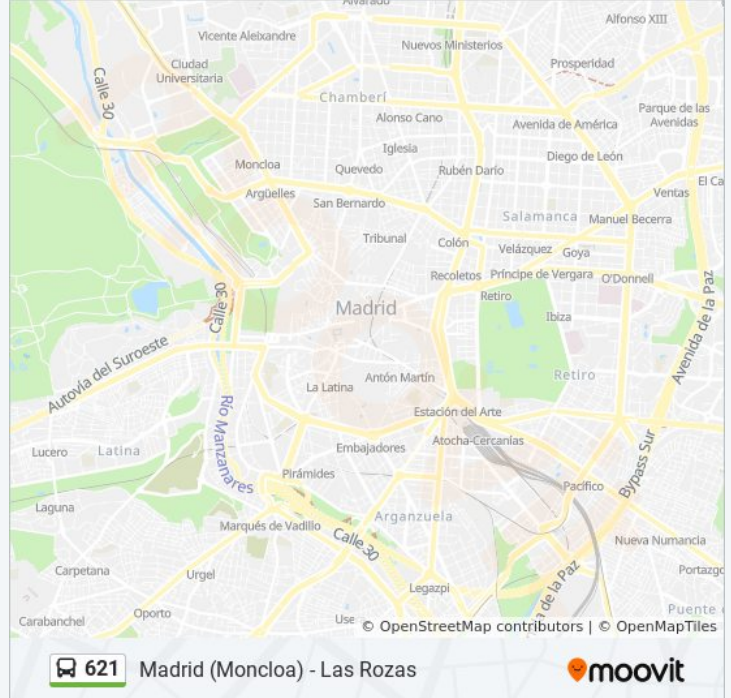 Alvarado
Alfonso XIII
Vicente Aleixandre
Nuevos Ministerios
Ciudad
Universitaria
Prosperidad
Calle 30
Chamberí
Parque de las
Avenidas
Alonso Cano
Avenida de América
Iglesia
Diego de León
Moncloa
Quevedo
Rubén Darío
El Ca
Argüelles
Ventas
San Bernardo
Salamanca
Manuel Becerra
Tribunal
Colón
Velázquez
Goya
Recoletos
Príncipe de Vergara
O'Donnell
Calle 30
Retiro
Madrid
Ibiza
Avenida de la Paz
Autovía del Suroeste
Retiro
La Latina
Antón Martín
Estación del Arte
Río Manzanares
Atocha-Cercanías
Lucero
Latina
Embajadores
Bypass Sur
Pirámides
Pacífico
Laguna
Arganzuela
Marqués de Vadillo
Calle 30
Nueva Numancia
Carpetana
Urgel
Portazgo
Legazpi
a de la Paz
Oporto
Puente
Carabanchel
Use
© OpenStreetMap contributors | © OpenMapTiles
621 Madrid (Moncloa) - Las Rozas
moovit